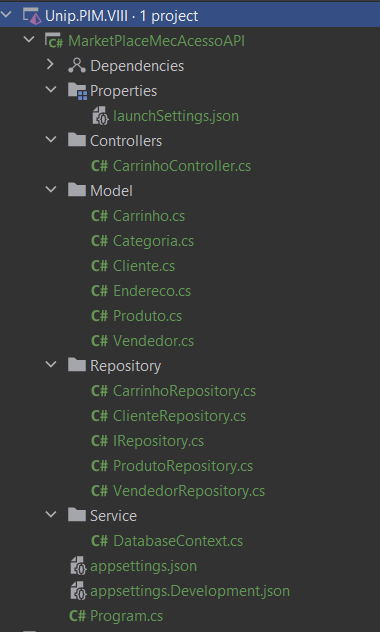 Unip.PIM.VIII · 1 project
C# MarketPlaceMecAcessoAPI
Dependencies
Properties
launchSettings.json
Controllers
C# CarrinhoController.cs
Model
C# Carrinho.cs
C# Categoria.cs
C# Cliente.cs
C# Endereco.cs
C# Produto.cs
C# Vendedor.cs
Repository
C# CarrinhoRepository.cs
C# ClienteRepository.cs
C# IRepository.cs
C# ProdutoRepository.cs
C# VendedorRepository.cs
Service
C# DatabaseContext.cs
appsettings.json
appsettings.Development.json
C# Program.cs